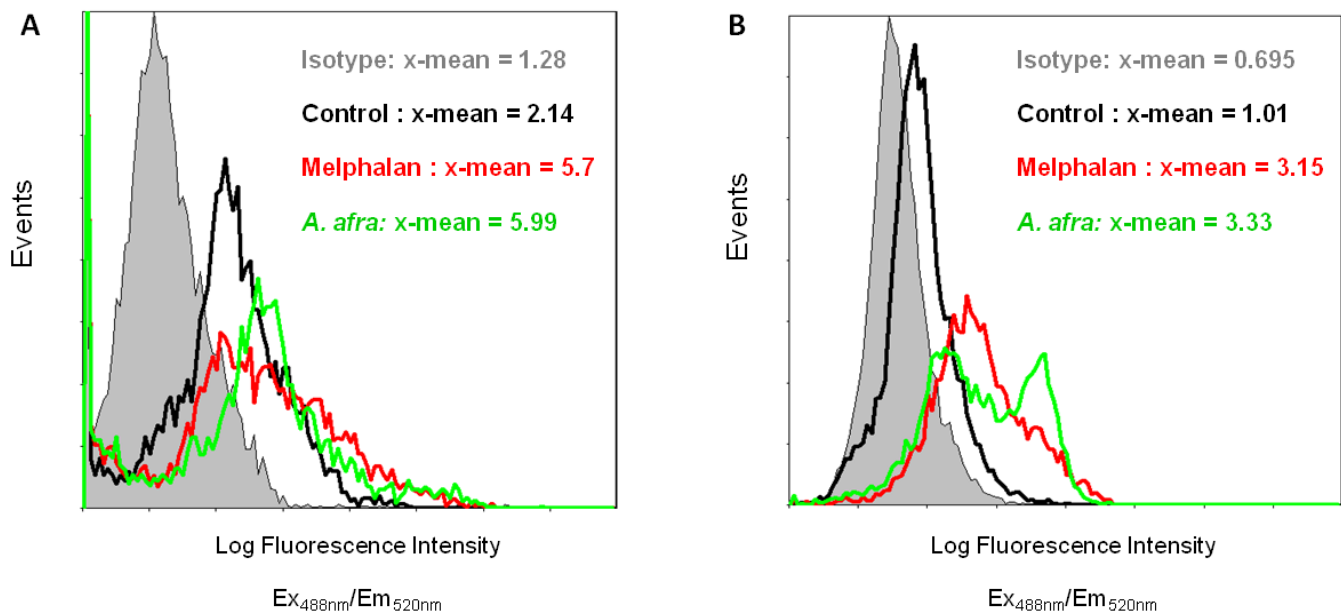 A
Isotype: x-mean = 1.28
Control : x-mean = 2.14
Melphalan : x-mean = 5.7
A. afra: x-mean = 5.99
Events
Log Fluorescence Intensity
Ex488nm/Em520nm
B
Isotype: x-mean = 0.695
Control : x-mean = 1.01
Melphalan : x-mean = 3.15
A. afra: x-mean = 3.33
Events
Log Fluorescence Intensity
Ex488nm/Em520nm